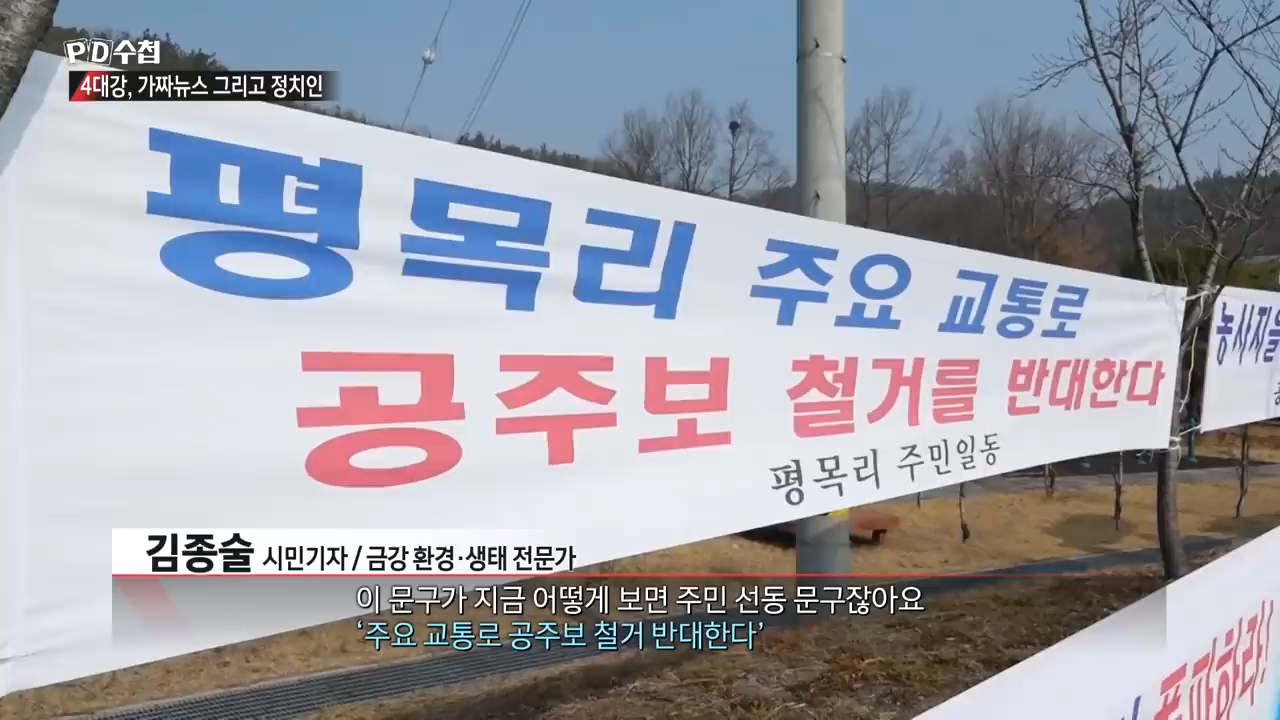 PD수첩
4대강, 가짜뉴스 그리고 정치인
평목리 주요 교통로
공주보 철거를 반대한다
평목리 주민일동
농사지을
김종술 시민기자 / 금강 환경·생태 전문가
이 문구가 지금 어떻게 보면 주민 선동 문구잖아요
‘주요 교통로 공주보 철거 반대한다’